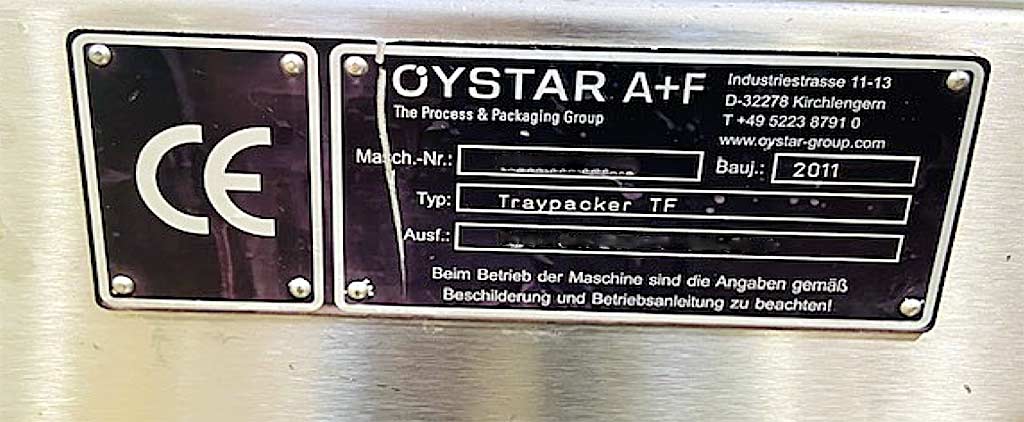 CE
OYSTAR A+F
The Process & Packaging Group
Industriestrasse 11-13
D-32278 Kirchlengern
T +49 5223 8791 0
www.oystar-group.com
Masch.-Nr.:
Bauj.: 2011
Typ: Traypacker TF
Ausf.:
Beim Betrieb der Maschine sind die Angaben gemäß
Beschilderung und Betriebsanleitung zu beachten!